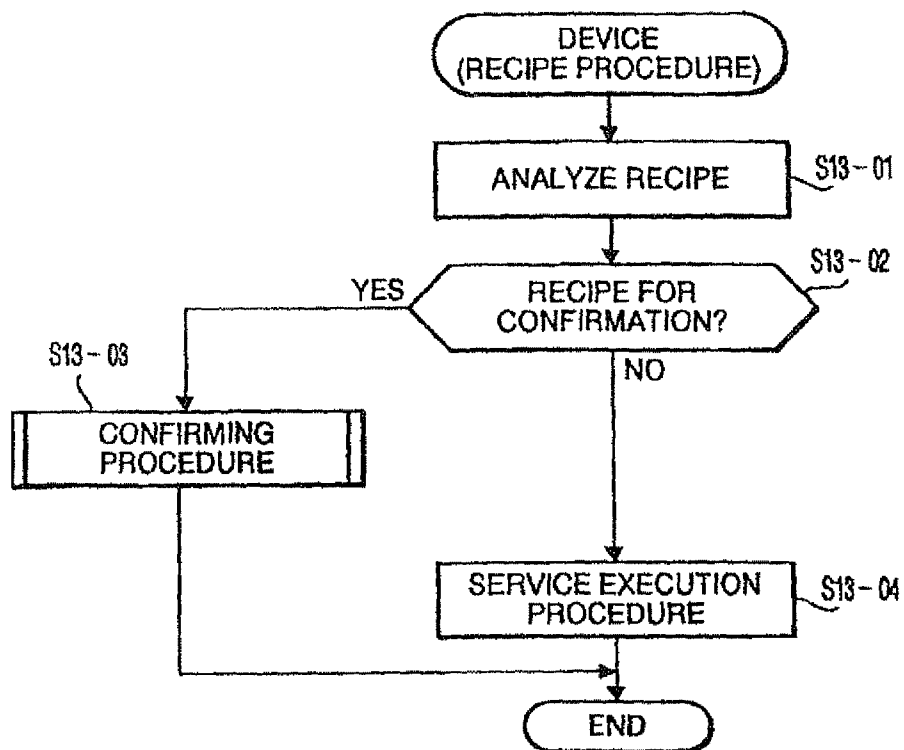 DEVICE
(RECIPE PROCEDURE)
ANALYZE RECIPE
S13-01
RECIPE FOR
CONFIRMATION?
S13-02
YES
NO
S13-03
CONFIRMING
PROCEDURE
SERVICE EXECUTION
PROCEDURE
S13-04
END